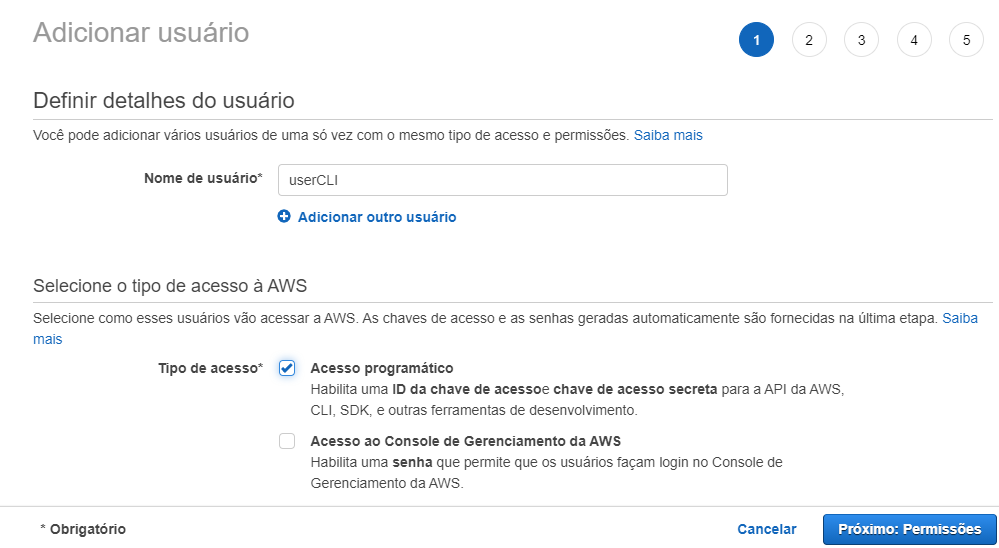 Adicionar usuário
1 2 3 4 5
Definir detalhes do usuário
Você pode adicionar vários usuários de uma só vez com o mesmo tipo de acesso e permissões. Saiba mais
Nome de usuário* userCLI
Adicionar outro usuário
Selecione o tipo de acesso à AWS
Selecione como esses usuários vão acessar a AWS. As chaves de acesso e as senhas geradas automaticamente são fornecidas na última etapa. Saiba
mais
Tipo de acesso* Acesso programático
Habilita uma ID da chave de acessoe chave de acesso secreta para a API da AWS,
CLI, SDK, e outras ferramentas de desenvolvimento.
Acesso ao Console de Gerenciamento da AWS
Habilita uma senha que permite que os usuários façam login no Console de
Gerenciamento da AWS.
* Obrigatório Cancelar Próximo: Permissões